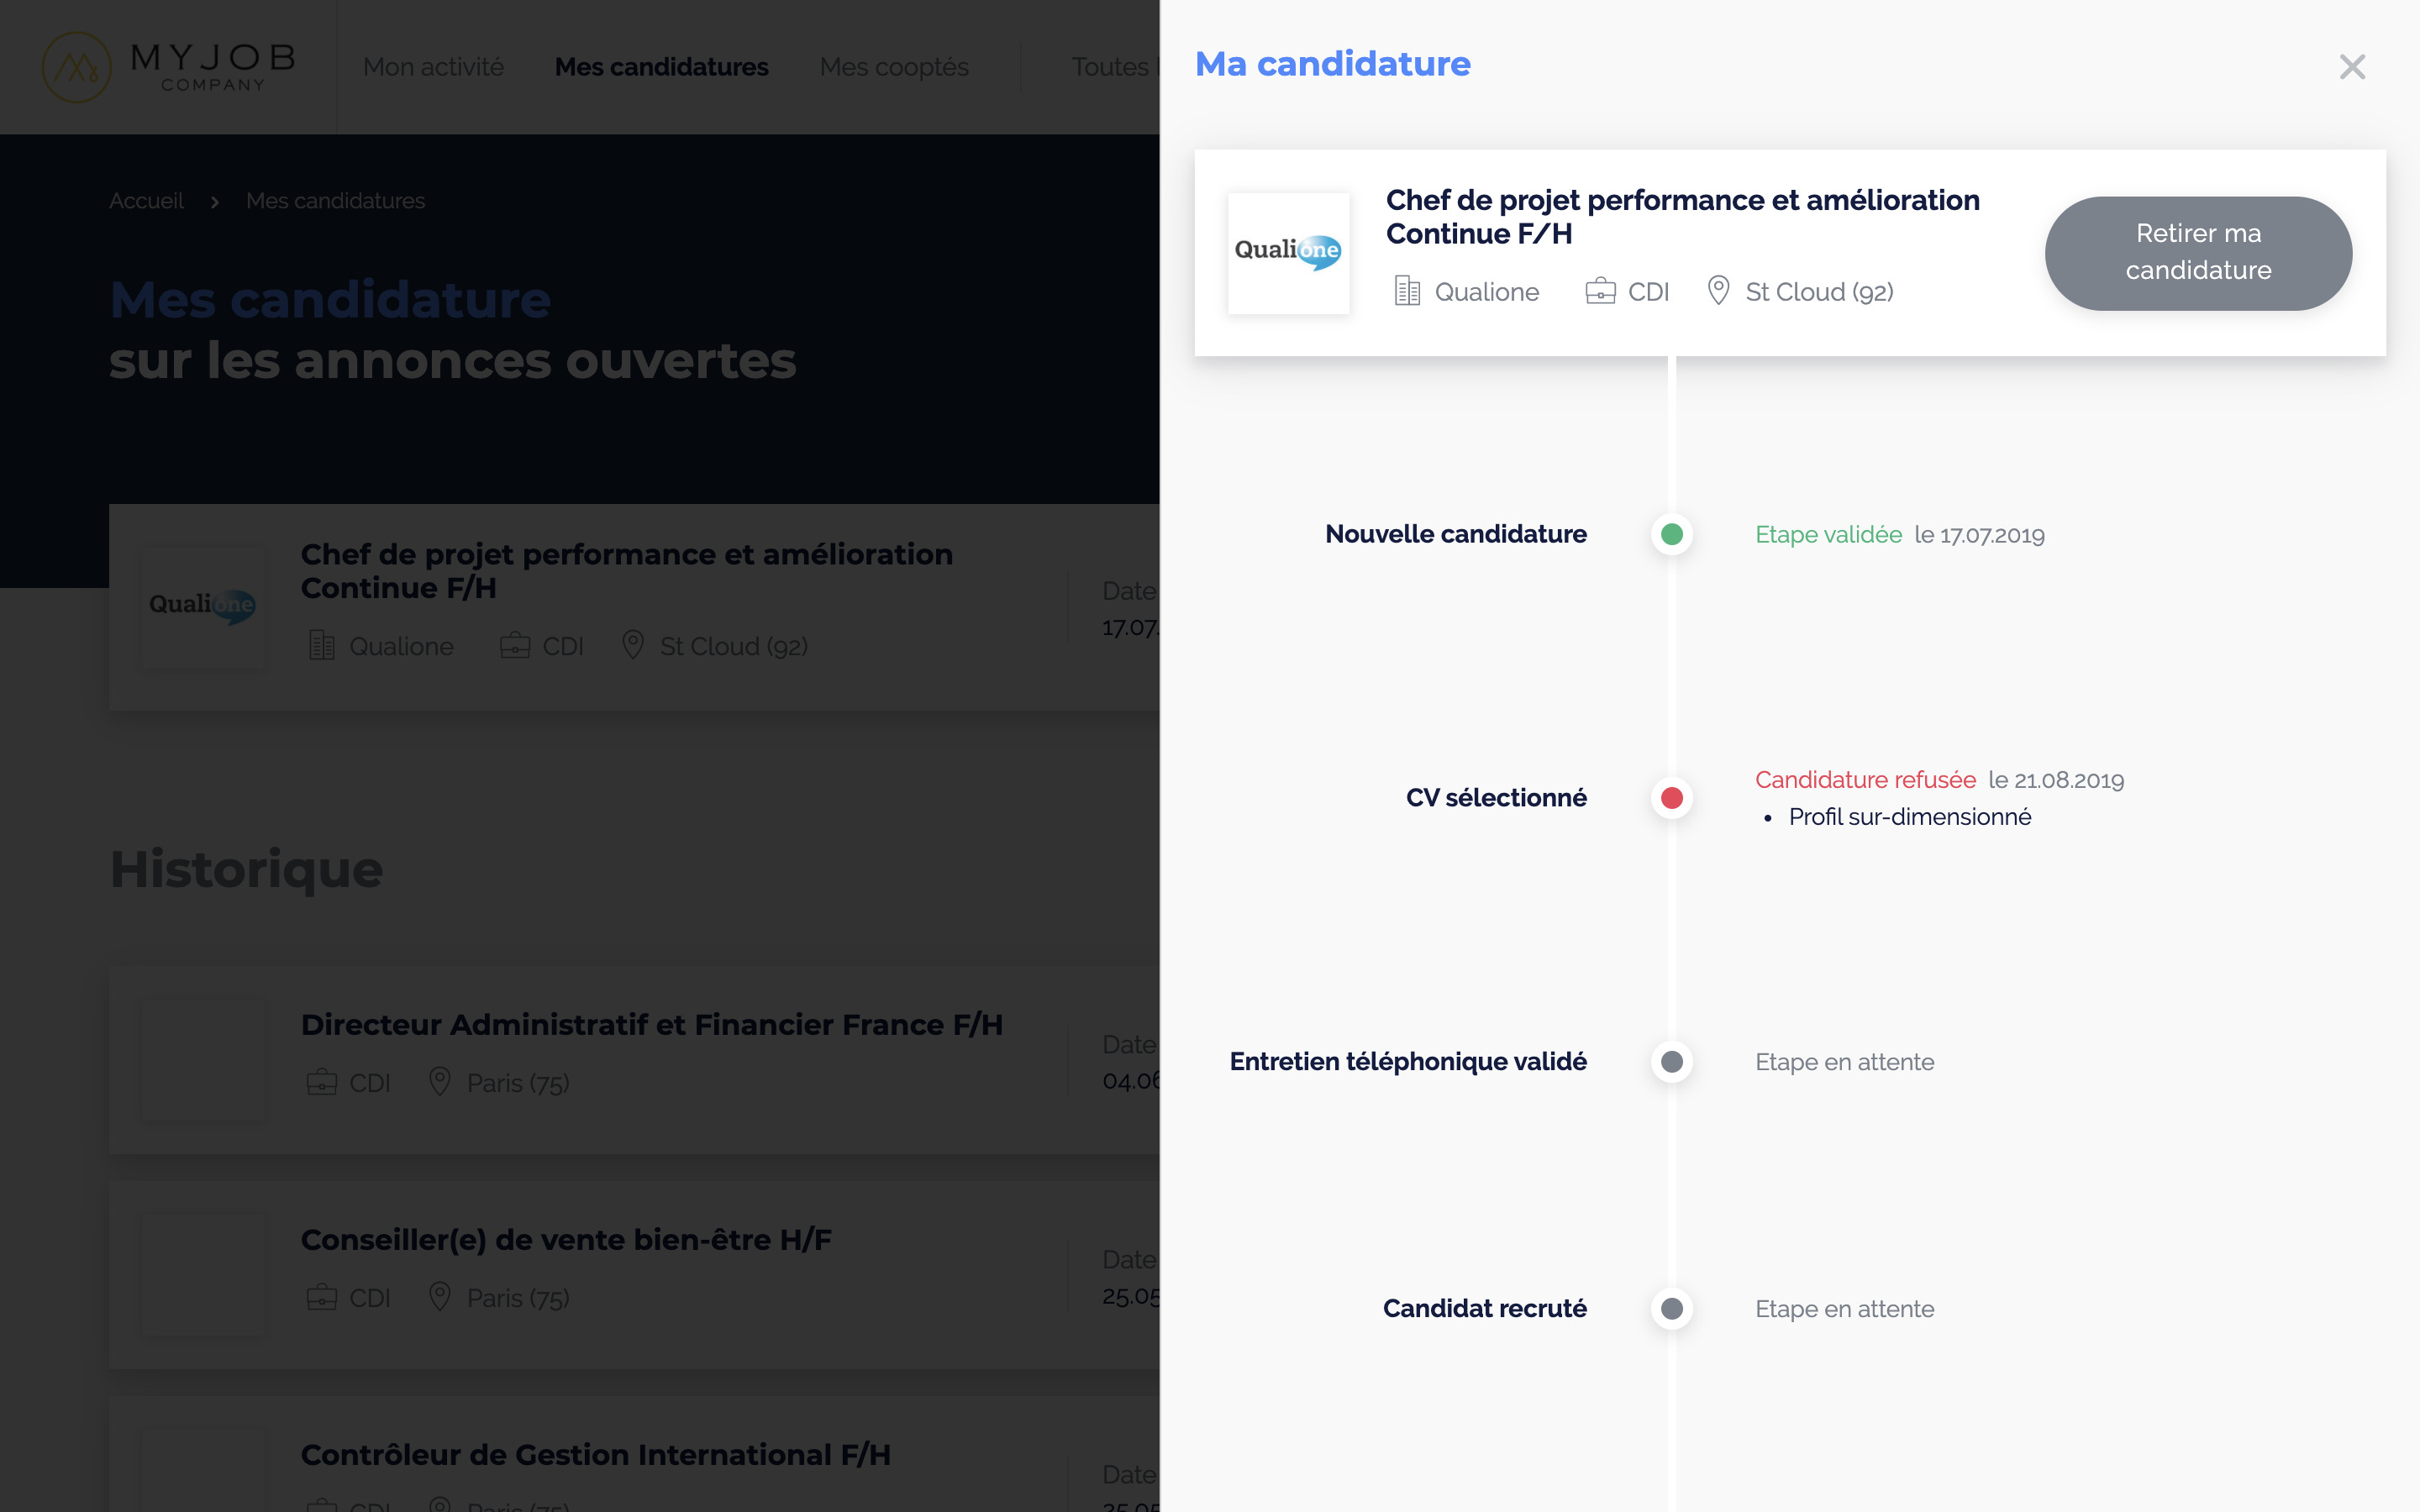 MYJOB
COMPANY
Mon activité
Mes candidatures
Mes cooptés
Toutes
Accueil > Mes candidatures
Mes candidature
sur les annonces ouvertes
Qualione
Chef de projet performance et amélioration
Continue F/H
Qualione
CDI
St Cloud (92)
Date
17.07.
Historique
Directeur Administratif et Financier France F/H
CDI
Paris (75)
Date
04.06
Conseiller(e) de vente bien-être H/F
CDI
Paris (75)
Date
25.05
Contrôleur de Gestion International F/H
CDI
Paris (75)
Date
25.05
Ma candidature
Qualione
Chef de projet performance et amélioration
Continue F/H
Qualione
CDI
St Cloud (92)
Retirer ma
candidature
Nouvelle candidature
Etape validée le 17.07.2019
CV sélectionné
Candidature refusée le 21.08.2019
• Profil sur-dimensionné
Entretien téléphonique validé
Etape en attente
Candidat recruté
Etape en attente